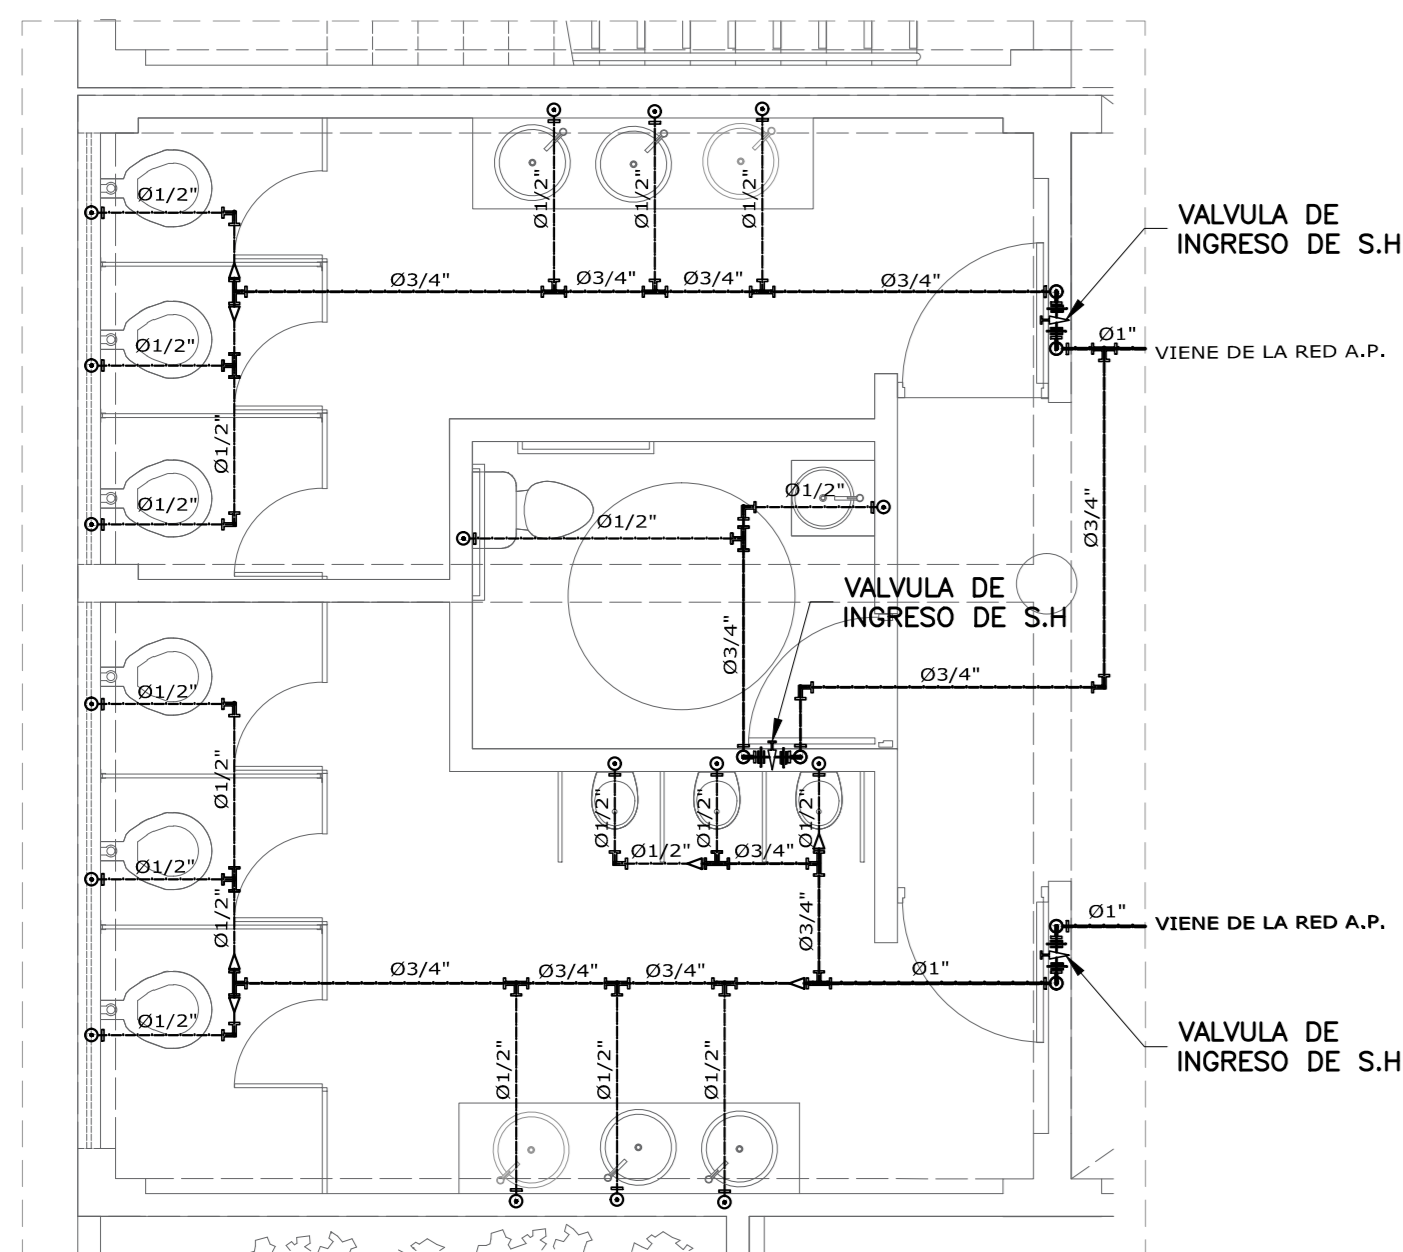 Ø1/2"
Ø1/2"
Ø1/2"
Ø1/2"
VALVULA DE
INGRESO DE S.H
Ø3/4"
Ø3/4"
Ø3/4"
Ø3/4"
Ø1"
VIENE DE LA RED A.P.
Ø1/2"
Ø1/2"
Ø1/2"
Ø1/2"
Ø1/2"
Ø3/4"
VALVULA DE
INGRESO DE S.H
Ø3/4"
Ø3/4"
Ø1/2"
Ø1/2"
Ø1/2"
Ø1/2"
Ø1/2"
Ø1/2"
Ø3/4"
Ø1/2"
Ø1/2"
Ø3/4"
Ø1"
VIENE DE LA RED A.P.
Ø3/4"
Ø3/4"
Ø3/4"
Ø1"
Ø1/2"
VALVULA DE
INGRESO DE S.H
Ø1/2"
Ø1/2"
Ø1/2"